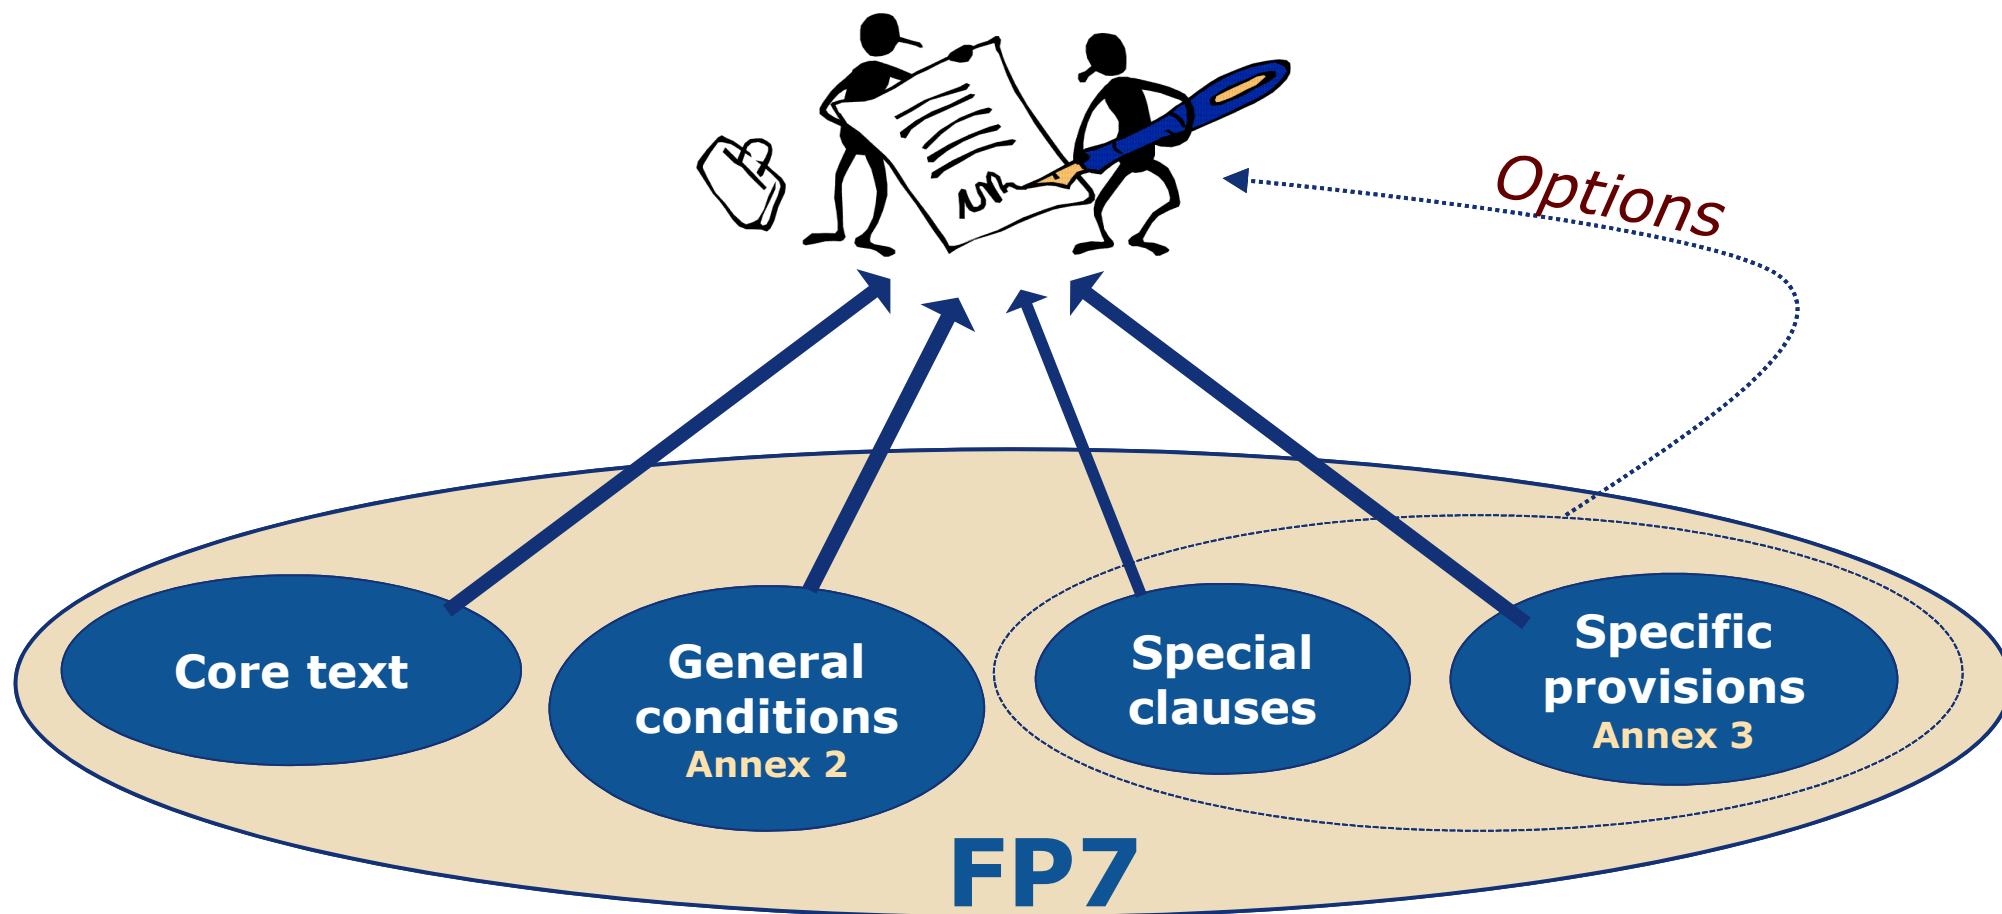 Options
Core text
General
conditions
Annex 2
Special
clauses
Specific
provisions
Annex 3
FP7